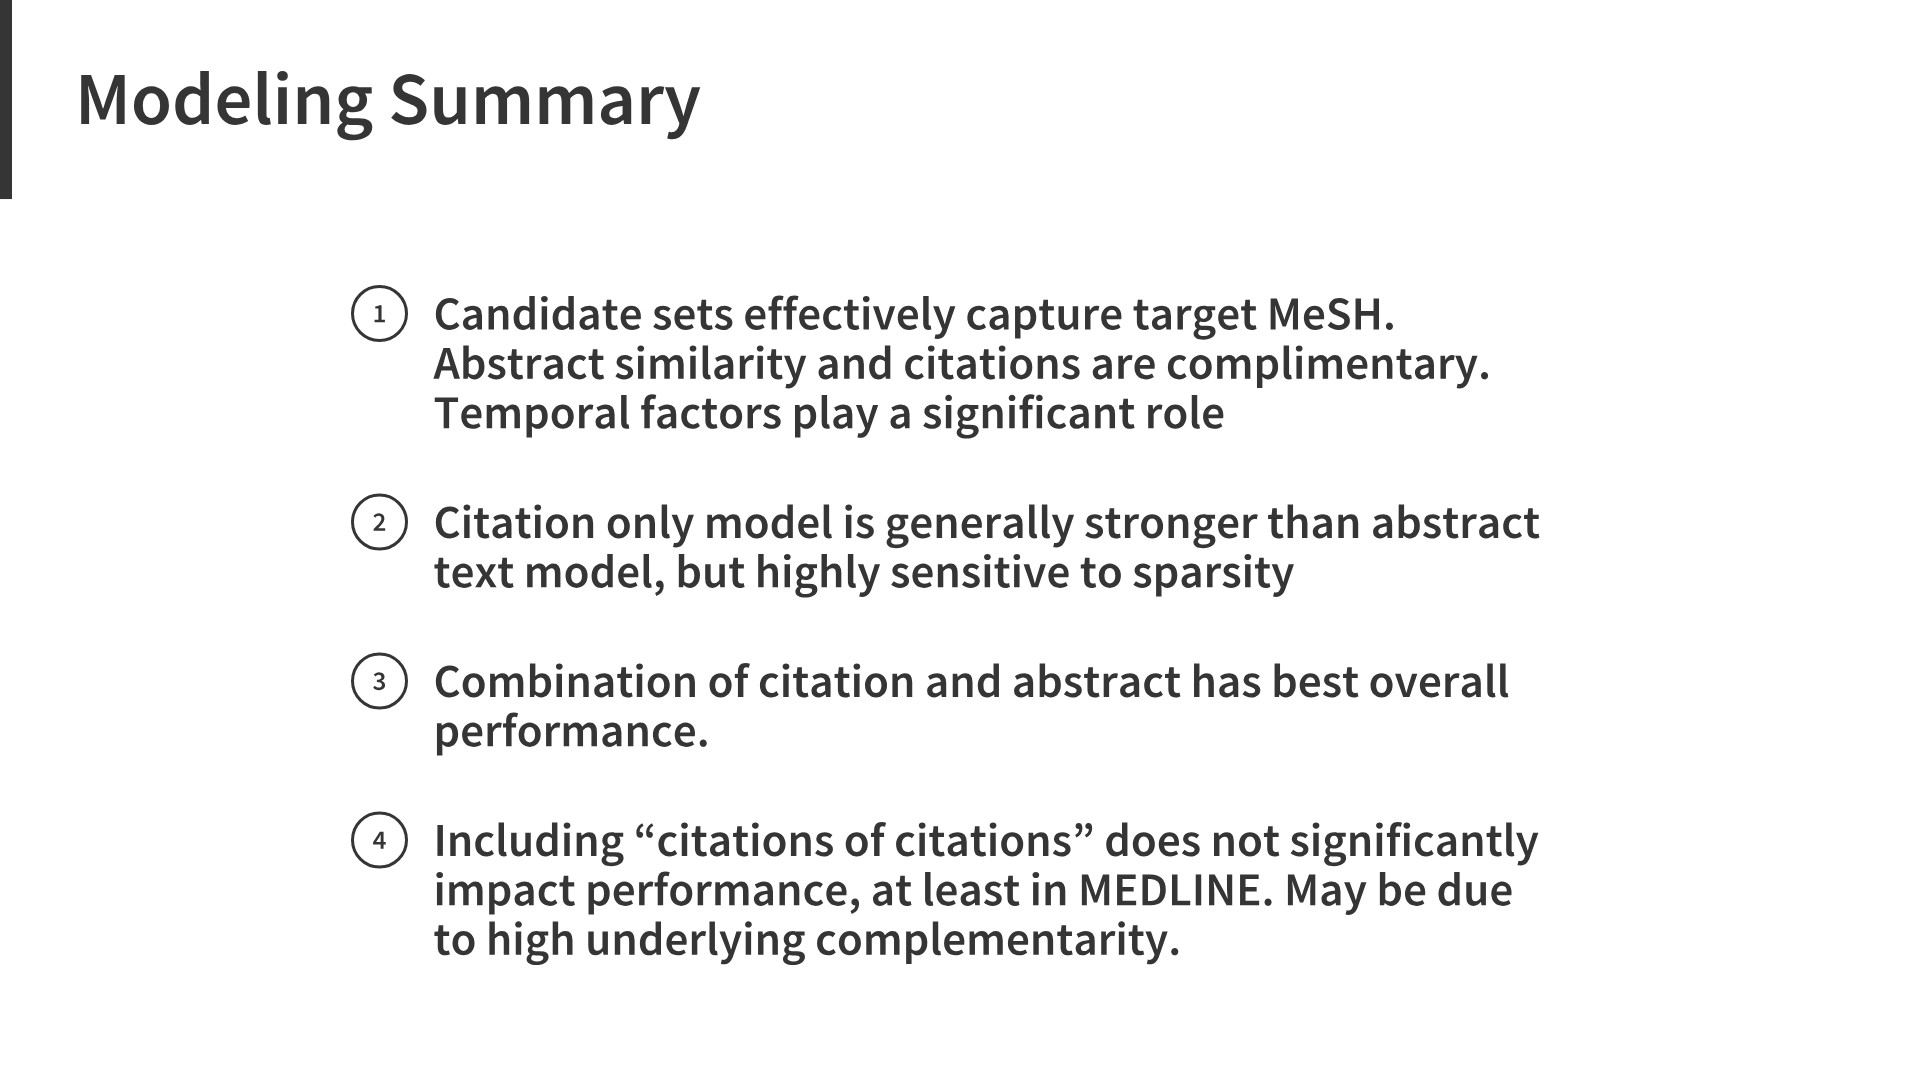 Modeling Summary
1 Candidate sets effectively capture target MeSH.
Abstract similarity and citations are complimentary.
Temporal factors play a significant role
2 Citation only model is generally stronger than abstract
text model, but highly sensitive to sparsity
3 Combination of citation and abstract has best overall
performance.
4 Including “citations of citations” does not significantly
impact performance, at least in MEDLINE. May be due
to high underlying complementarity.